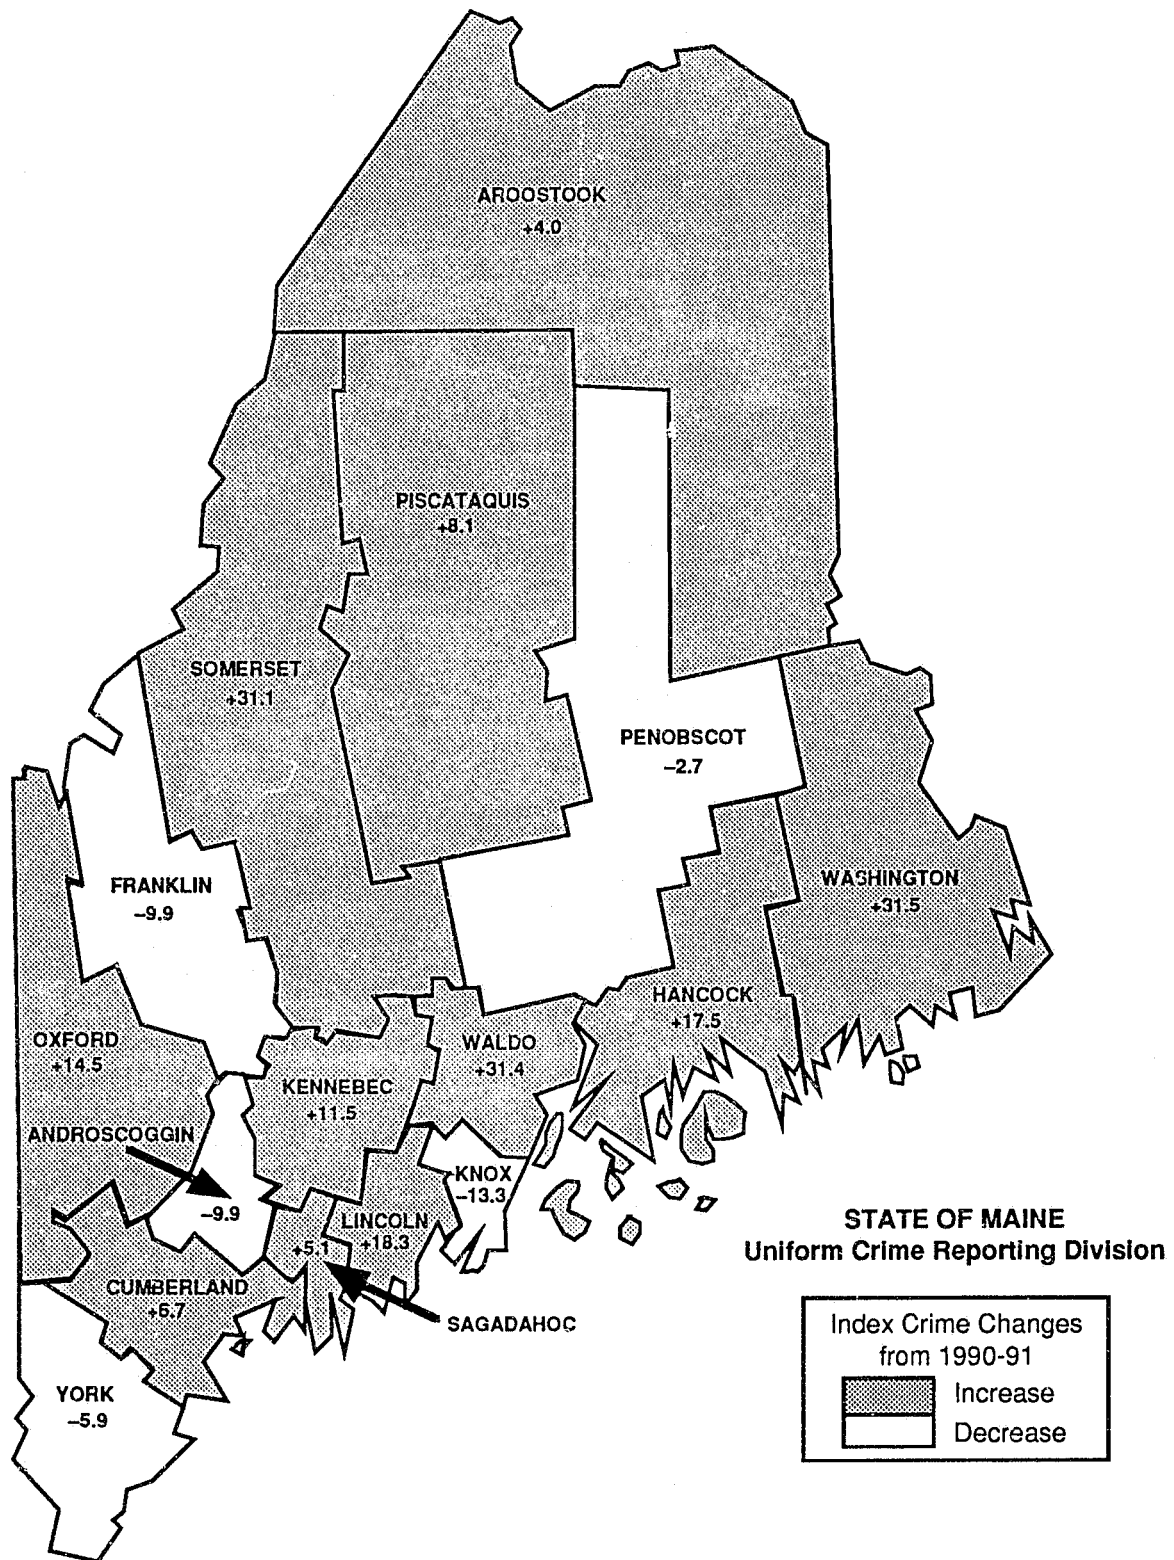 AROOSTOOK
+4.0
PISCATAQUIS
+8.1
SOMERSET
+31.1
PENOBSCOT
−2.7
FRANKLIN
−9.9
WASHINGTON
+31.5
HANCOCK
+17.5
OXFORD
+14.5
WALDO
+31.4
KENNEBEC
+11.5
ANDROSCOGGIN
−9.9
KNOX
−13.3
LINCOLN
+18.3
+5.1
SAGADAHOC
CUMBERLAND
YORK
−5.9
STATE OF MAINE
Uniform Crime Reporting Division
Index Crime Changes
from 1990-91
Increase
Decrease